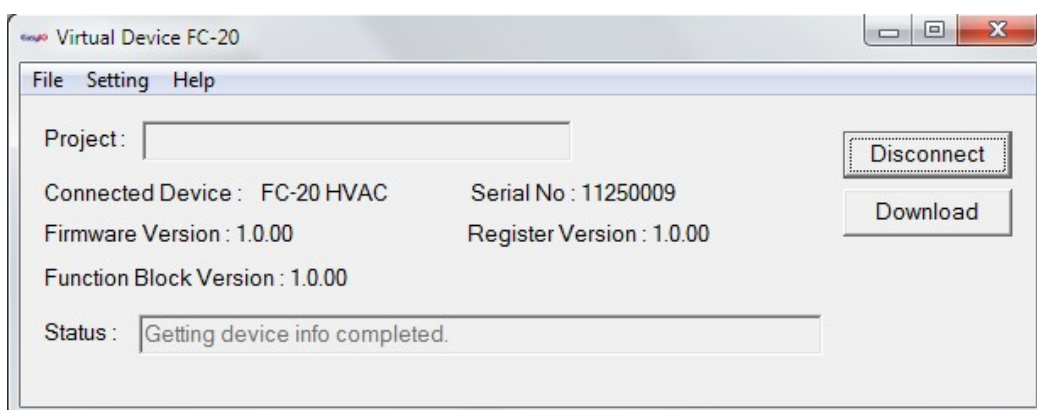 Virtual Device FC-20
File Setting Help
Project :
Disconnect
Connected Device : FC-20 HVAC Serial No : 11250009
Download
Firmware Version : 1.0.00 Register Version : 1.0.00
Function Block Version : 1.0.00
Status : Getting device info completed.